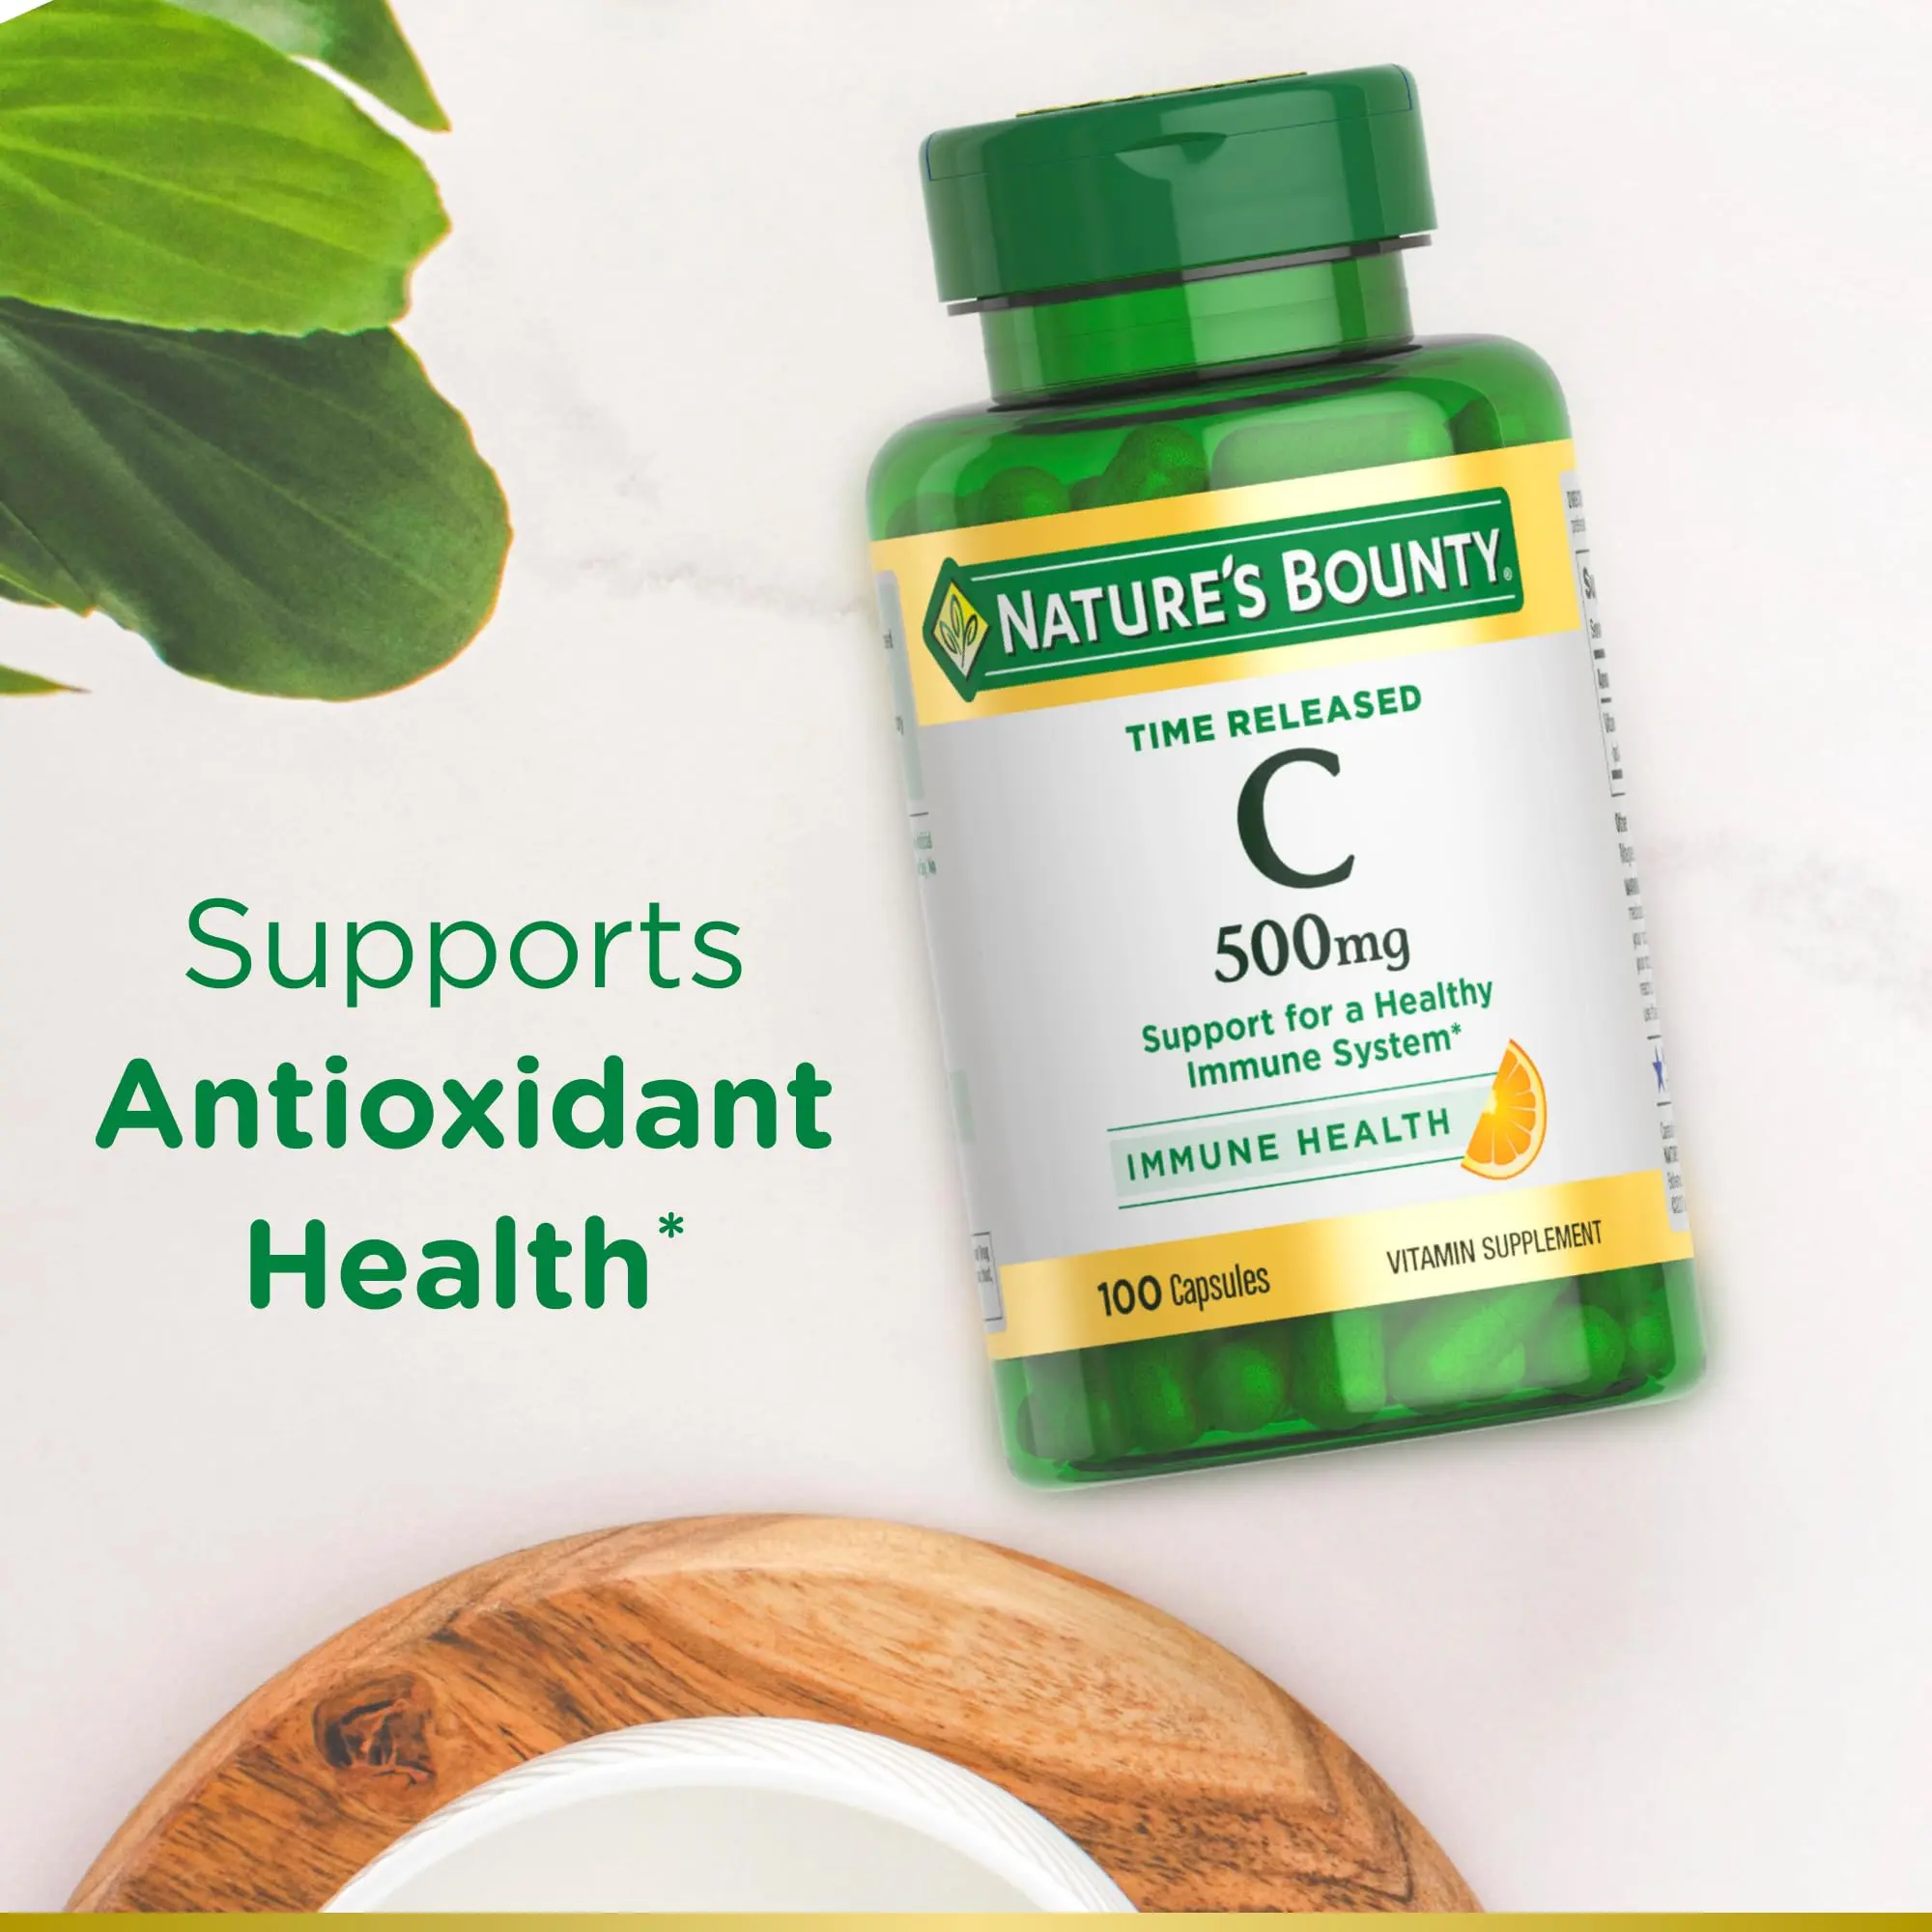 Supports
Antioxidant
Health*
NATURE'S BOUNTY®
TIME RELEASED
C
500mg
Support for a Healthy
Immune System*
IMMUNE HEALTH
100 Capsules
VITAMIN SUPPLEMENT